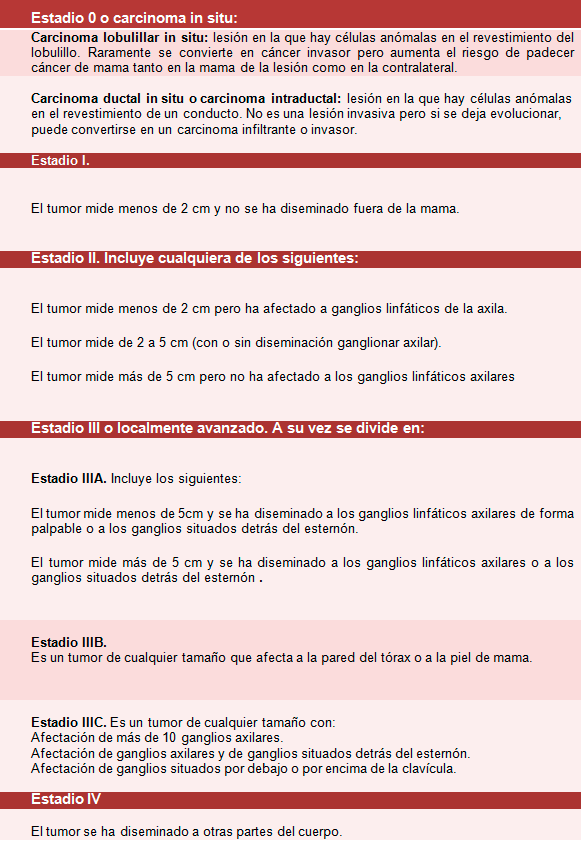 Estadio 0 o carcinoma in situ:
Carcinoma lobulillar in situ: lesión en la que hay células anómalas en el revestimiento del
lobulillo. Raramente se convierte en cáncer invasor pero aumenta el riesgo de padecer
cáncer de mama tanto en la mama de la lesión como en la contralateral.
Carcinoma ductal in situ o carcinoma intraductal: lesión en la que hay células anómalas
en el revestimiento de un conducto. No es una lesión invasiva pero si se deja evolucionar,
puede convertirse en un carcinoma infiltrante o invasor.
Estadio I.
El tumor mide menos de 2 cm y no se ha diseminado fuera de la mama.
Estadio II. Incluye cualquiera de los siguientes:
El tumor mide menos de 2 cm pero ha afectado a ganglios linfáticos de la axila.
El tumor mide de 2 a 5 cm (con o sin diseminación ganglionar axilar).
El tumor mide más de 5 cm pero no ha afectado a los ganglios linfáticos axilares
Estadio III o localmente avanzado. A su vez se divide en:
Estadio IIIA. Incluye los siguientes:
El tumor mide menos de 5cm y se ha diseminado a los ganglios linfáticos axilares de forma
palpable o a los ganglios situados detrás del esternón.
El tumor mide más de 5 cm y se ha diseminado a los ganglios linfáticos axilares o a los
ganglios situados detrás del esternón .
Estadio IIIB.
Es un tumor de cualquier tamaño que afecta a la pared del tórax o a la piel de mama.
Estadio IIIC. Es un tumor de cualquier tamaño con:
Afectación de más de 10 ganglios axilares.
Afectación de ganglios axilares y de ganglios situados detrás del esternón.
Afectación de ganglios situados por debajo o por encima de la clavícula.
Estadio IV
El tumor se ha diseminado a otras partes del cuerpo.